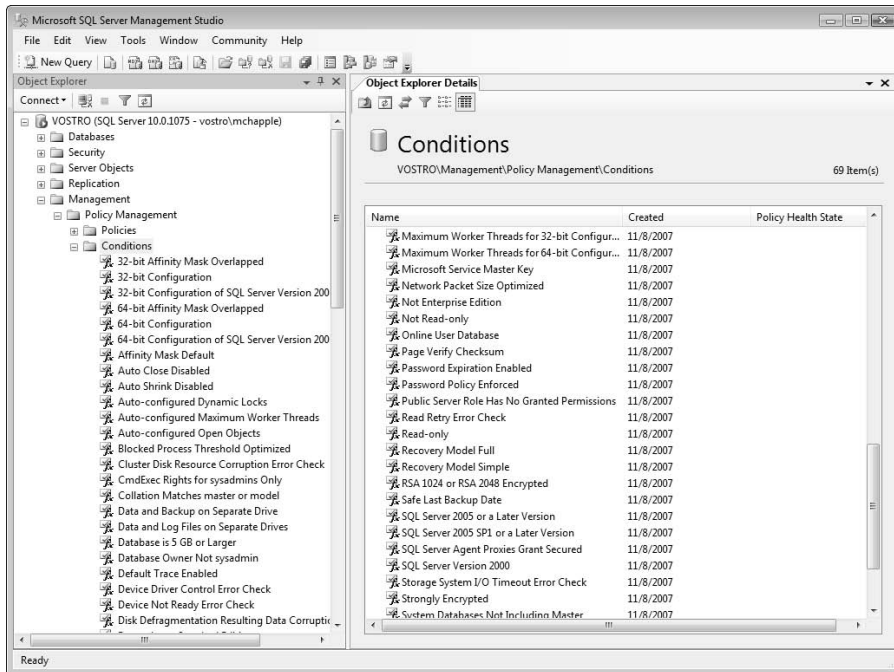 Microsoft SQL Server Management Studio
File Edit View Tools Window Community Help
New Query
Object Explorer
Connect
VOSTRO (SQL Server 10.0.1075 - vostro\mchapple)
Databases
Security
Server Objects
Replication
Management
Policy Management
Policies
Conditions
32-bit Affinity Mask Overlapped
32-bit Configuration
32-bit Configuration of SQL Server Version 200
64-bit Affinity Mask Overlapped
64-bit Configuration
64-bit Configuration of SQL Server Version 200
Affinity Mask Default
Auto Close Disabled
Auto Shrink Disabled
Auto-configured Dynamic Locks
Auto-configured Maximum Worker Threads
Auto-configured Open Objects
Blocked Process Threshold Optimized
Cluster Disk Resource Corruption Error Check
CmdExec Rights for sysadmins Only
Collation Matches master or model
Data and Backup on Separate Drive
Data and Log Files on Separate Drives
Database is 5 GB or Larger
Database Owner Not sysadmin
Default Trace Enabled
Device Driver Control Error Check
Device Not Ready Error Check
Disk Defragmentation Resulting Data Corruptio
Object Explorer Details
Conditions
VOSTRO\Management\Policy Management\Conditions 69 Item(s)
Name Created Policy Health State
Maximum Worker Threads for 32-bit Configur... 11/8/2007
Maximum Worker Threads for 64-bit Configur... 11/8/2007
Microsoft Service Master Key 11/8/2007
Network Packet Size Optimized 11/8/2007
Not Enterprise Edition 11/8/2007
Not Read-only 11/8/2007
Online User Database 11/8/2007
Page Verify Checksum 11/8/2007
Password Expiration Enabled 11/8/2007
Password Policy Enforced 11/8/2007
Public Server Role Has No Granted Permissions 11/8/2007
Read Retry Error Check 11/8/2007
Read-only 11/8/2007
Recovery Model Full 11/8/2007
Recovery Model Simple 11/8/2007
RSA 1024 or RSA 2048 Encrypted 11/8/2007
Safe Last Backup Date 11/8/2007
SQL Server 2005 or a Later Version 11/8/2007
SQL Server 2005 SP1 or a Later Version 11/8/2007
SQL Server Agent Proxies Grant Secured 11/8/2007
SQL Server Version 2000 11/8/2007
Storage System I/O Timeout Error Check 11/8/2007
Strongly Encrypted 11/8/2007
System Databases Not Including Master 11/8/2007
Ready